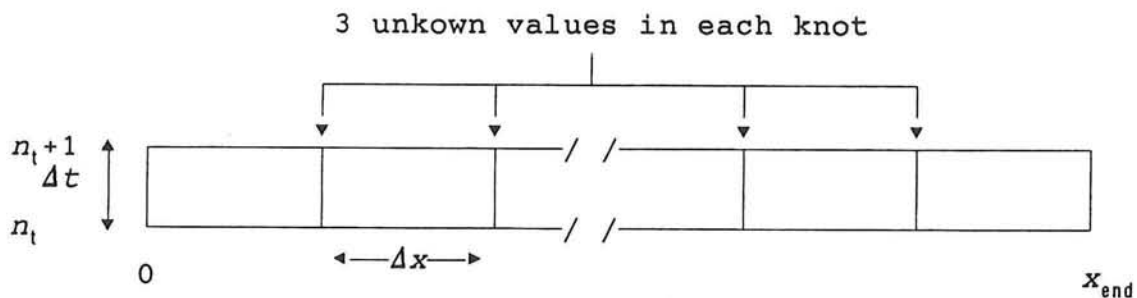 3 unkown values in each knot
n_t+1
Δt
n_t
Δx
0
x_end